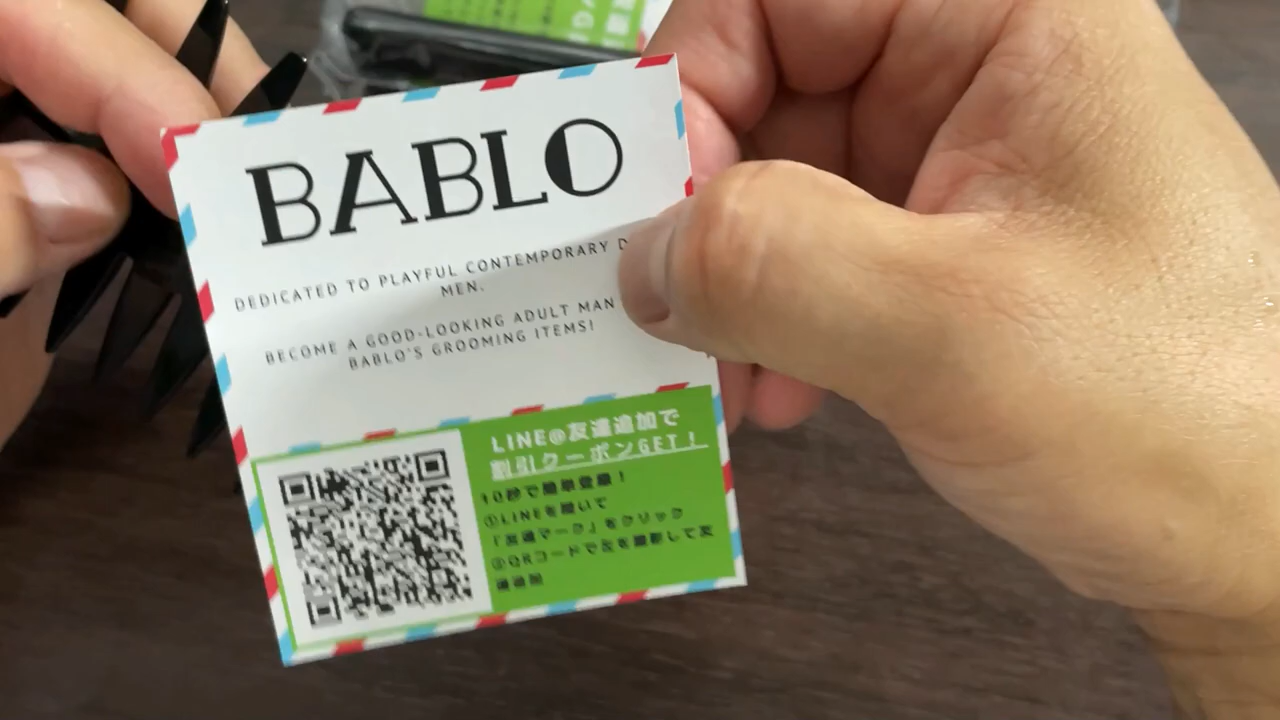 BABLO
DEDICATED TO PLAYFUL CONTEMPORARY
MEN.
BECOME A GOOD-LOOKING ADULT MAN
BABLO'S GROOMING ITEMS!
LINE@友達追加で
割引クーポンGET！
10秒で簡単登録！
①LINEを開いて
「友達マーク」をクリック
②QRコードで左を撮影して友
達追加